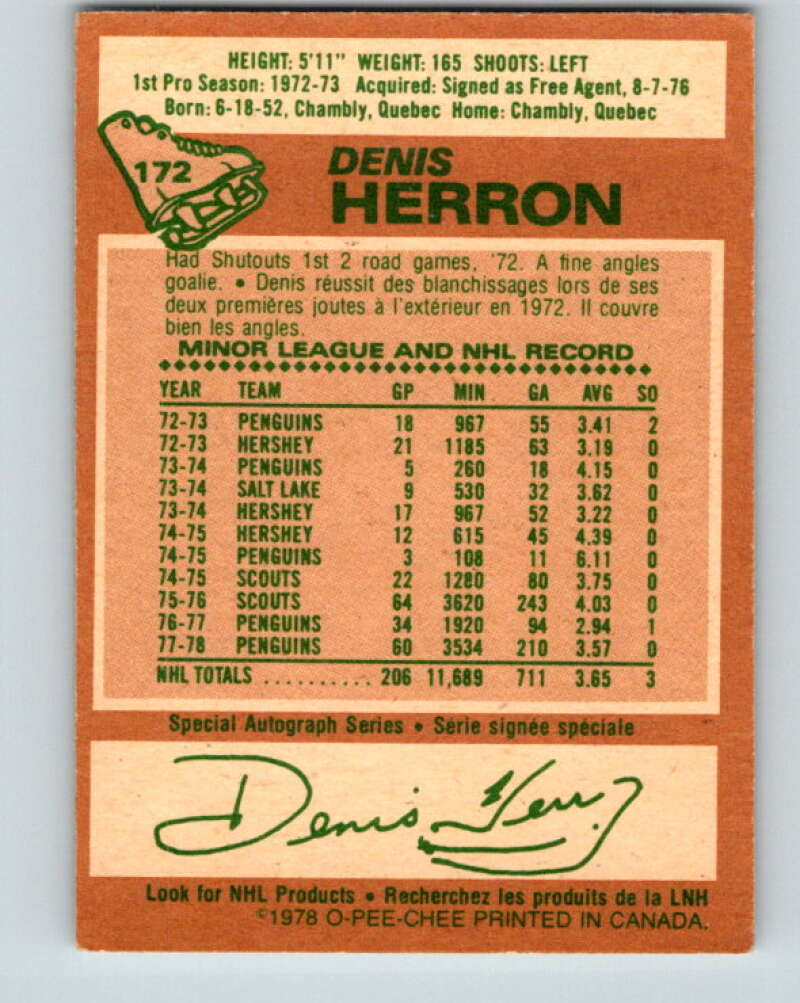 HEIGHT: 5'11" WEIGHT: 165 SHOOTS: LEFT
1st Pro Season: 1972-73 Acquired: Signed as Free Agent, 8-7-76
Born: 6-18-52, Chambly, Quebec Home: Chambly, Quebec
172
DENIS
HERRON
Had Shutouts 1st 2 road games, '72. A fine angles
goalie. • Denis réussit des blanchissages lors de ses
deux premières joutes à l'extérieur en 1972. Il couvre
bien les angles.
MINOR LEAGUE AND NHL RECORD
YEAR TEAM GP MIN GA AVG SO
72-73 PENGUINS 18 967 55 3.41 2
72-73 HERSHEY 21 1185 63 3.19 0
73-74 PENGUINS 5 260 18 4.15 0
73-74 SALT LAKE 9 530 32 3.62 0
73-74 HERSHEY 17 967 52 3.22 0
74-75 HERSHEY 12 615 45 4.39 0
74-75 PENGUINS 3 108 11 6.11 0
74-75 SCOUTS 22 1280 80 3.75 0
75-76 SCOUTS 64 3620 243 4.03 0
76-77 PENGUINS 34 1920 94 2.94 1
77-78 PENGUINS 60 3534 210 3.57 0
NHL TOTALS .......... 206 11,689 711 3.65 3
Special Autograph Series • Série signée spéciale
Denis Herron
Look for NHL Products • Recherchez les produits de la LNH
©1978 O-PEE-CHEE PRINTED IN CANADA.